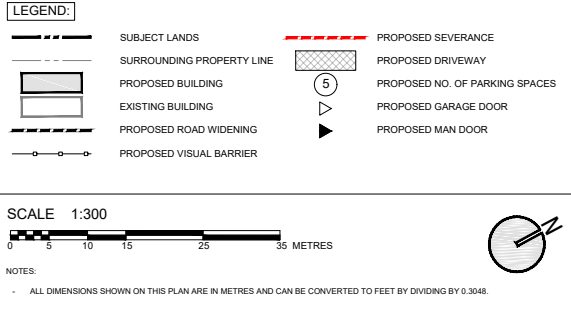 LEGEND:
SUBJECT LANDS
SURROUNDING PROPERTY LINE
PROPOSED BUILDING
EXISTING BUILDING
PROPOSED ROAD WIDENING
PROPOSED VISUAL BARRIER
PROPOSED SEVERANCE
PROPOSED DRIVEWAY
5 PROPOSED NO. OF PARKING SPACES
PROPOSED GARAGE DOOR
PROPOSED MAN DOOR
SCALE 1:300
0 5 10 15 25 35 METRES
N
NOTES:
- ALL DIMENSIONS SHOWN ON THIS PLAN ARE IN METRES AND CAN BE CONVERTED TO FEET BY DIVIDING BY 0.3048.